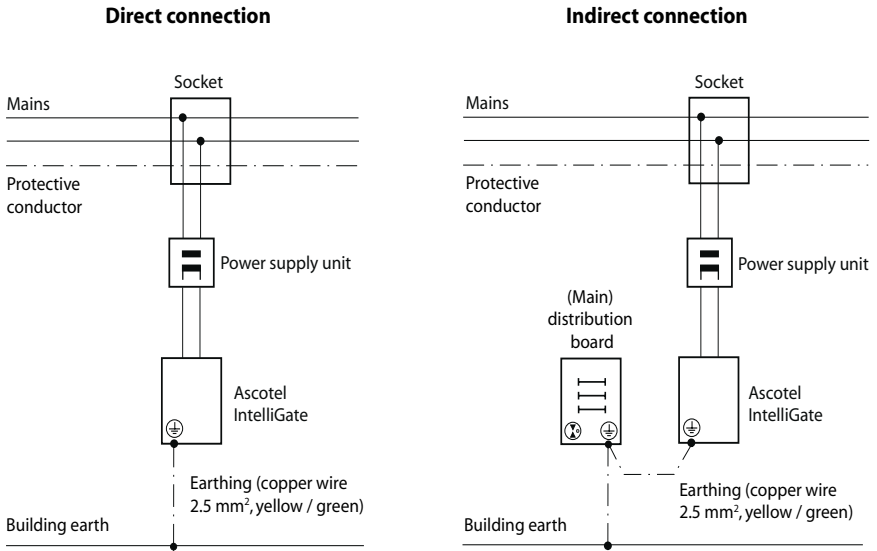 Direct connection
Socket
Mains
Protective
conductor
Power supply unit
Ascotel
IntelliGate
Earthing (copper wire
2.5 mm², yellow / green)
Building earth
Indirect connection
Socket
Mains
Protective
conductor
Power supply unit
(Main)
distribution
board
Ascotel
IntelliGate
Earthing (copper wire
2.5 mm², yellow / green)
Building earth